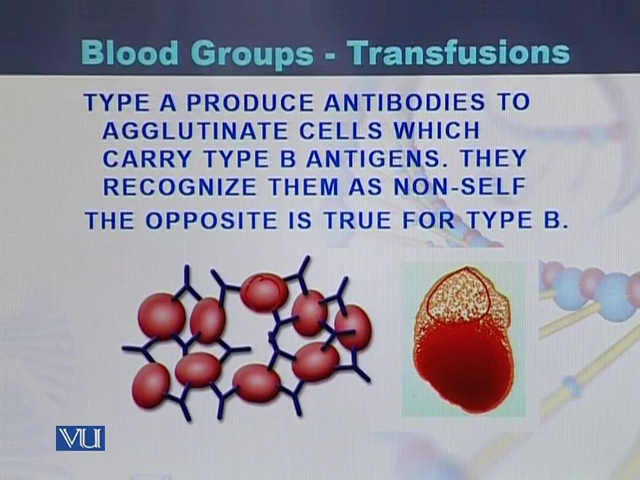 Blood Groups - Transfusions
TYPE A PRODUCE ANTIBODIES TO
AGGLUTINATE CELLS WHICH
CARRY TYPE B ANTIGENS. THEY
RECOGNIZE THEM AS NON-SELF
THE OPPOSITE IS TRUE FOR TYPE B.
VU